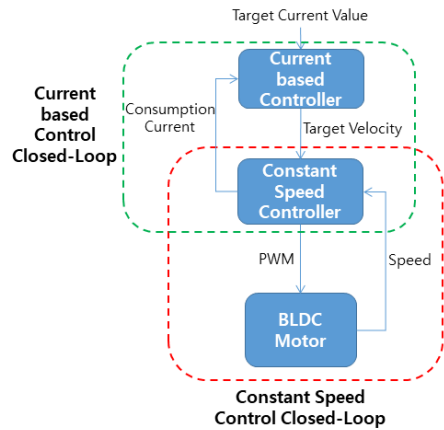 Target Current Value
Current
based
Controller
Current
based
Control
Closed-Loop
Consumption
Current
Target Velocity
Constant
Speed
Controller
PWM
Speed
BLDC
Motor
Constant Speed
Control Closed-Loop